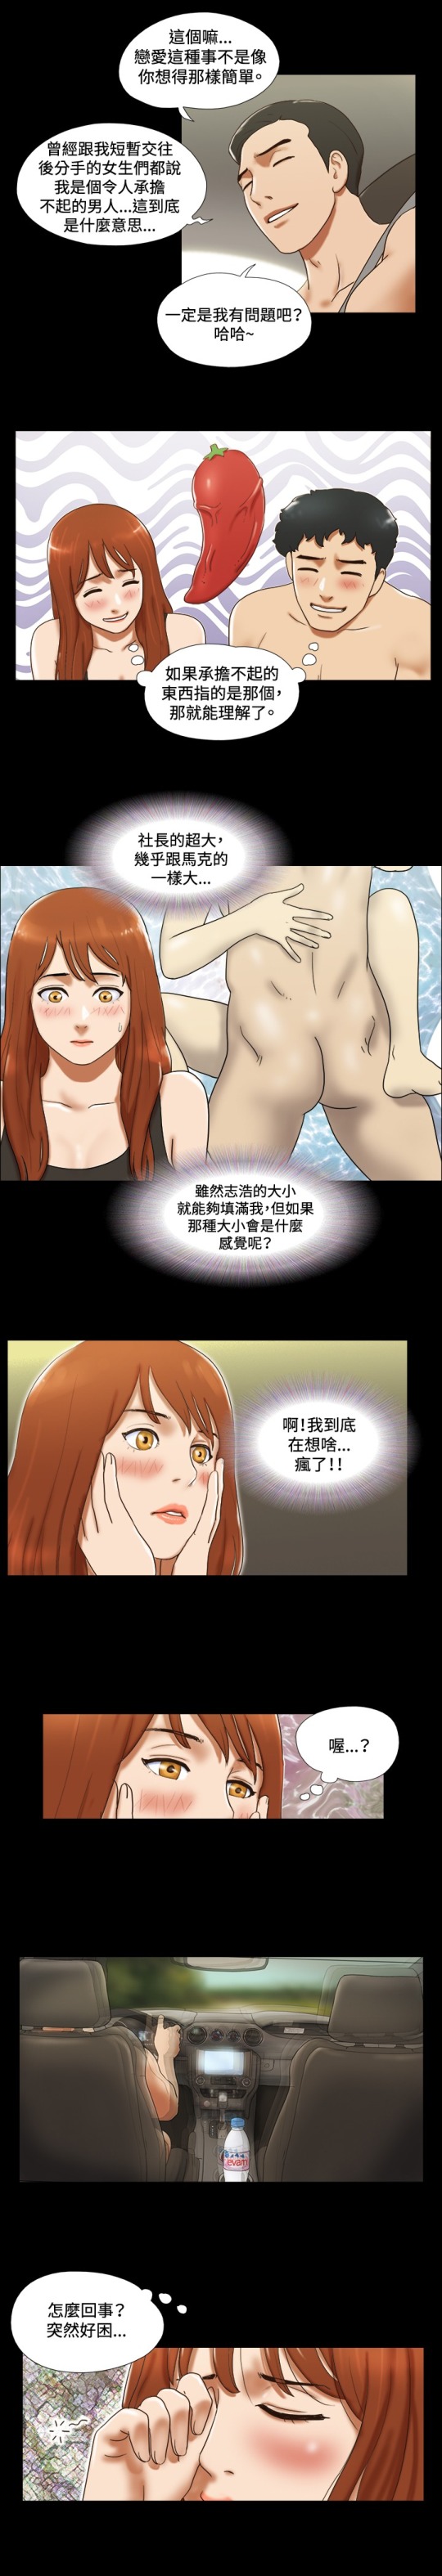 這個嘛...
戀愛這種事不是像
你想得那樣簡單。
曾經跟我短暫交往
後分手的女生們都說
我是個令人承擔
不起的男人...這到底
是什麼意思...
一定是我有問題吧?
哈哈~
如果承擔不起的
東西指的是那個,
那就能理解了。
社長的超大,
幾乎跟馬克的
一樣大...
雖然志浩的大小
就能夠填滿我,但如果
那種大小會是什麼
感覺呢?
啊!我到底
在想啥...
瘋了!!
喔...?
evam
怎麼回事?
突然好困...